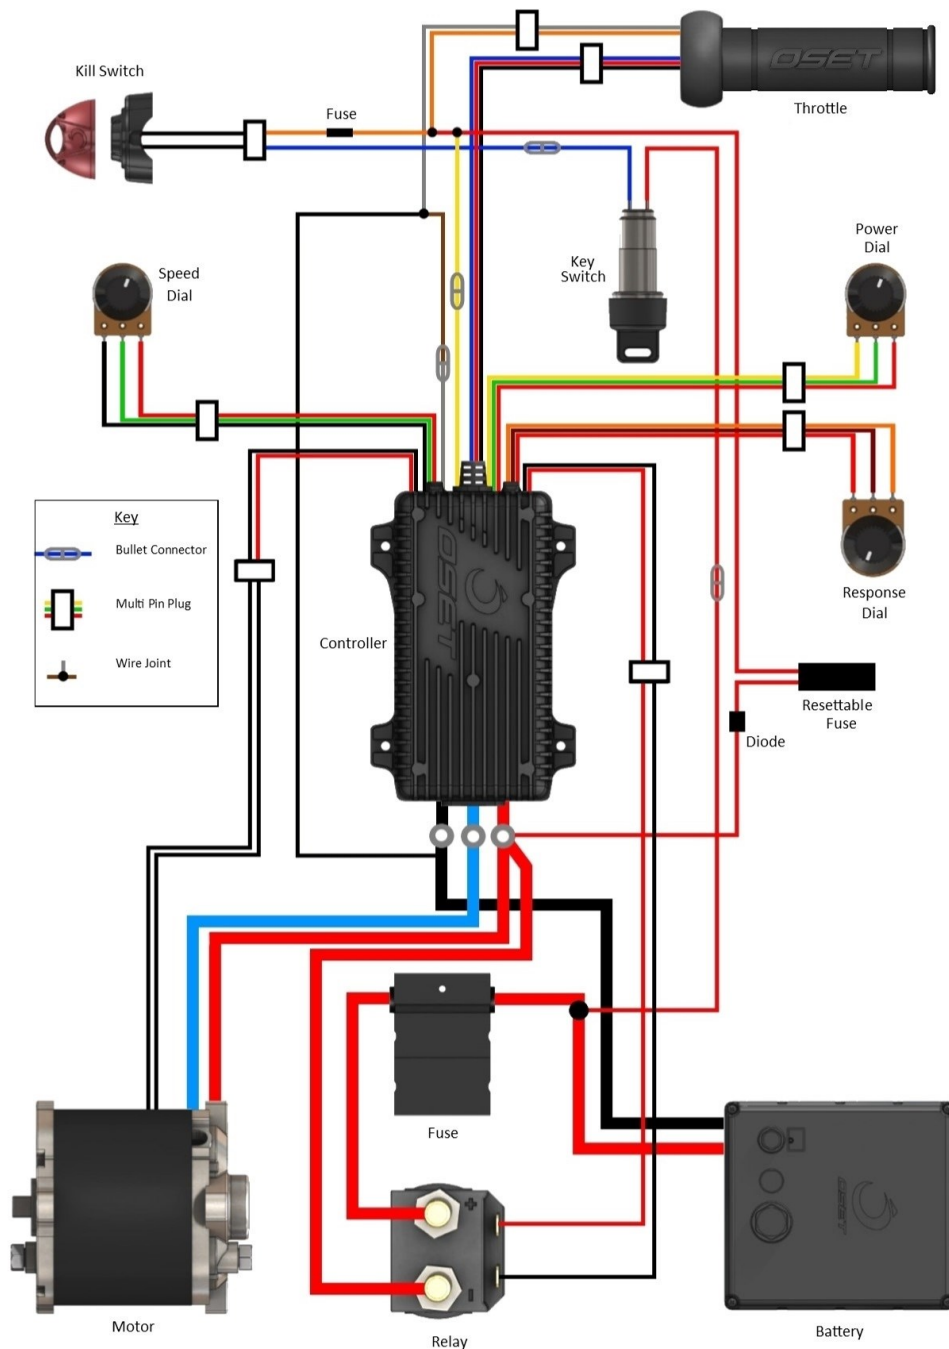 OSET
Throttle
Kill Switch
Fuse
Speed
Dial
Key
Switch
Power
Dial
Key
Bullet Connector
Multi Pin Plug
Wire Joint
OSET
Controller
Response
Dial
Resettable
Fuse
Diode
Fuse
+
-
OSET
Motor
Relay
Battery